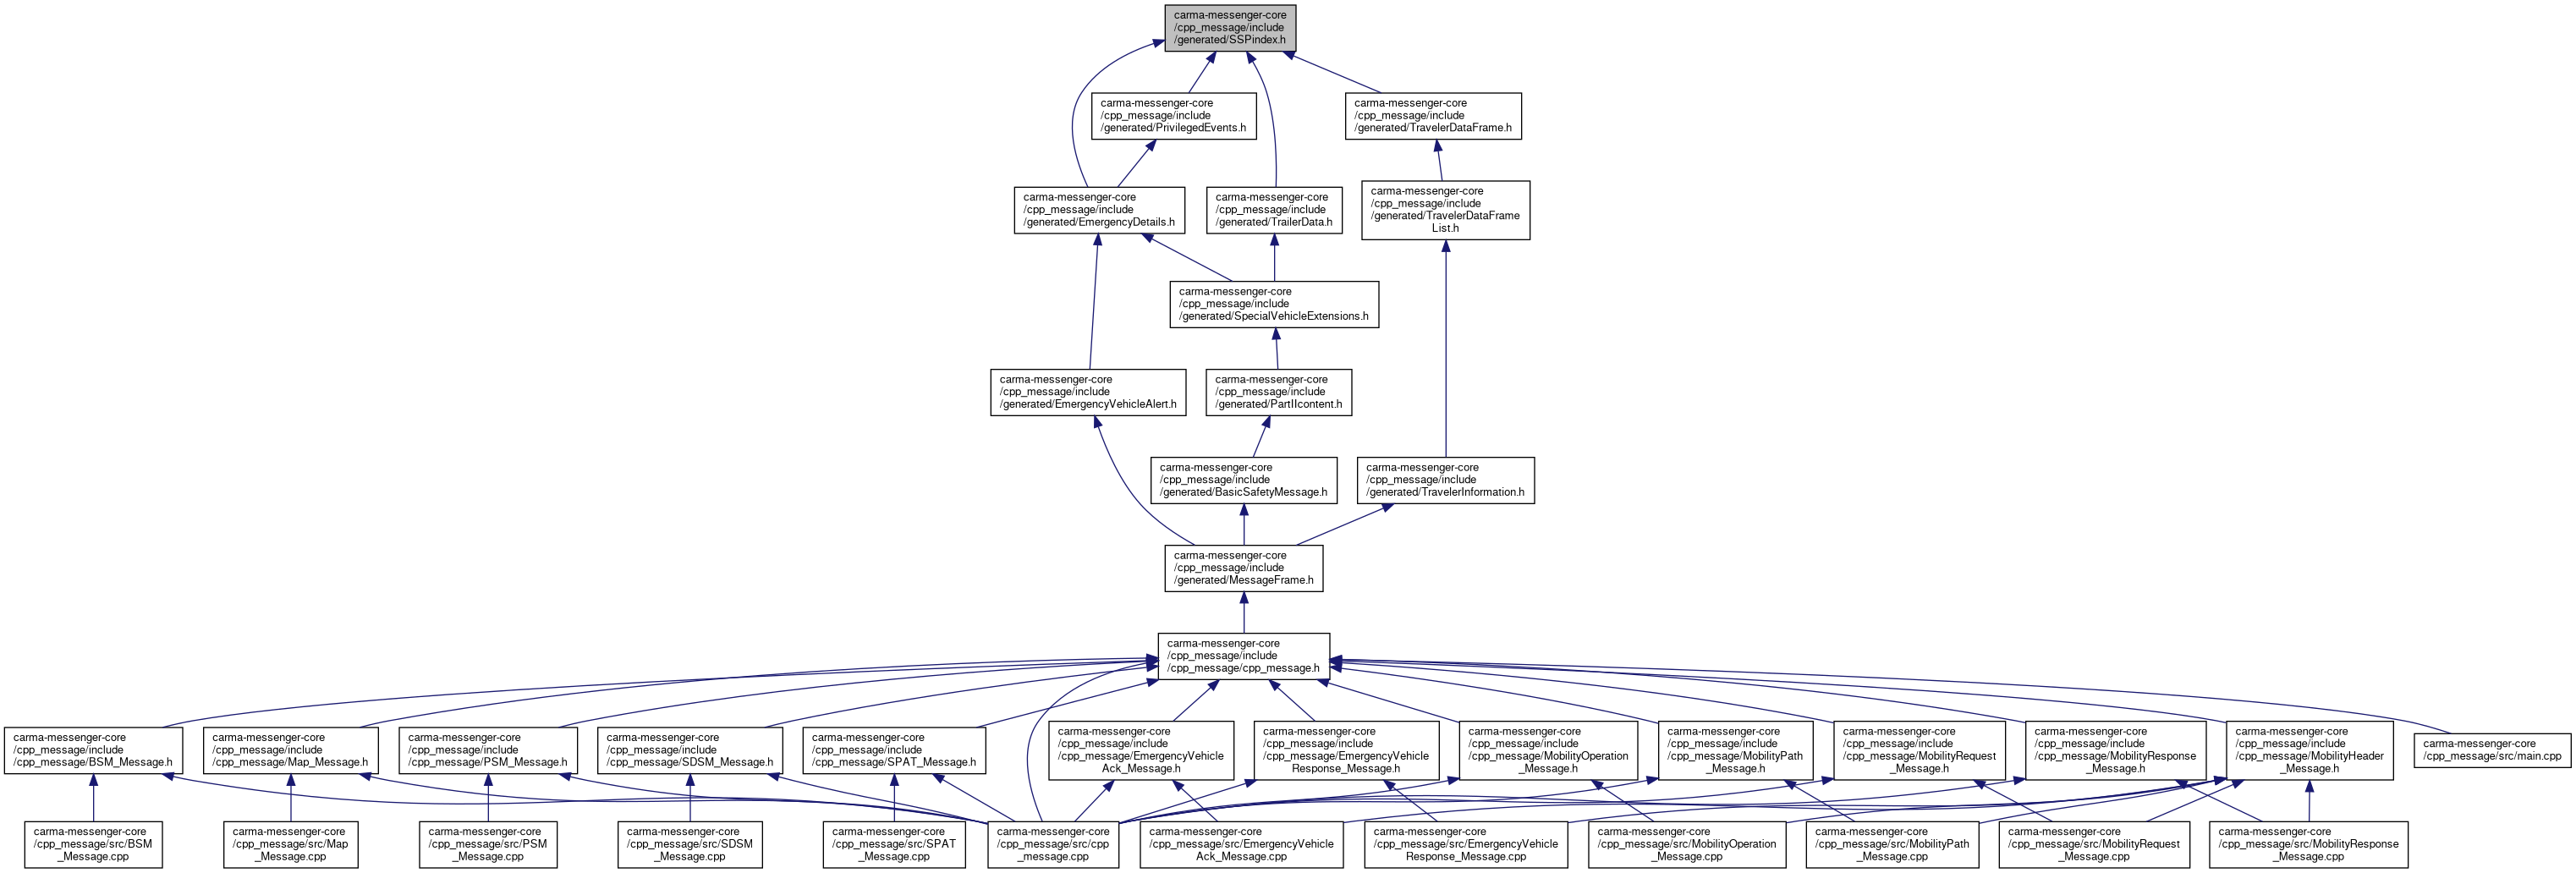 carma-messenger-core
/cpp_message/include
/generated/SSPindex.h
carma-messenger-core
/cpp_message/include
/generated/PrivilegedEvents.h
carma-messenger-core
/cpp_message/include
/generated/TravelerDataFrame.h
carma-messenger-core
/cpp_message/include
/generated/EmergencyDetails.h
carma-messenger-core
/cpp_message/include
/generated/TrailerData.h
carma-messenger-core
/cpp_message/include
/generated/TravelerDataFrame
List.h
carma-messenger-core
/cpp_message/include
/generated/SpecialVehicleExtensions.h
carma-messenger-core
/cpp_message/include
/generated/EmergencyVehicleAlert.h
carma-messenger-core
/cpp_message/include
/generated/PartIIcontent.h
carma-messenger-core
/cpp_message/include
/generated/BasicSafetyMessage.h
carma-messenger-core
/cpp_message/include
/generated/TravelerInformation.h
carma-messenger-core
/cpp_message/include
/generated/MessageFrame.h
carma-messenger-core
/cpp_message/include
/cpp_message/cpp_message.h
carma-messenger-core
/cpp_message/include
/cpp_message/BSM_Message.h
carma-messenger-core
/cpp_message/include
/cpp_message/Map_Message.h
carma-messenger-core
/cpp_message/include
/cpp_message/PSM_Message.h
carma-messenger-core
/cpp_message/include
/cpp_message/SDSM_Message.h
carma-messenger-core
/cpp_message/include
/cpp_message/SPAT_Message.h
carma-messenger-core
/cpp_message/include
/cpp_message/EmergencyVehicle
Ack_Message.h
carma-messenger-core
/cpp_message/include
/cpp_message/EmergencyVehicle
Response_Message.h
carma-messenger-core
/cpp_message/include
/cpp_message/MobilityOperation
_Message.h
carma-messenger-core
/cpp_message/include
/cpp_message/MobilityPath
_Message.h
carma-messenger-core
/cpp_message/include
/cpp_message/MobilityRequest
_Message.h
carma-messenger-core
/cpp_message/include
/cpp_message/MobilityResponse
_Message.h
carma-messenger-core
/cpp_message/include
/cpp_message/MobilityHeader
_Message.h
carma-messenger-core
/cpp_message/src/main.cpp
carma-messenger-core
/cpp_message/src/BSM
_Message.cpp
carma-messenger-core
/cpp_message/src/Map
_Message.cpp
carma-messenger-core
/cpp_message/src/PSM
_Message.cpp
carma-messenger-core
/cpp_message/src/SDSM
_Message.cpp
carma-messenger-core
/cpp_message/src/SPAT
_Message.cpp
carma-messenger-core
/cpp_message/src/cpp
_message.cpp
carma-messenger-core
/cpp_message/src/EmergencyVehicle
Ack_Message.cpp
carma-messenger-core
/cpp_message/src/EmergencyVehicle
Response_Message.cpp
carma-messenger-core
/cpp_message/src/MobilityOperation
_Message.cpp
carma-messenger-core
/cpp_message/src/MobilityPath
_Message.cpp
carma-messenger-core
/cpp_message/src/MobilityRequest
_Message.cpp
carma-messenger-core
/cpp_message/src/MobilityResponse
_Message.cpp